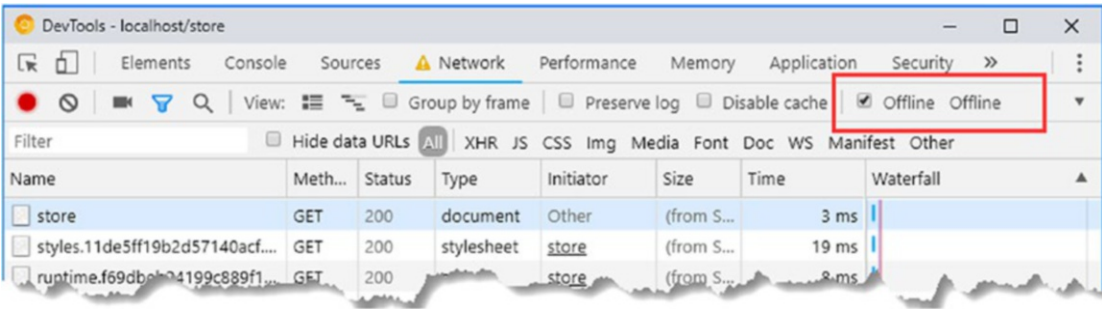 DevTools - localhost/store
Elements Console Sources Network Performance Memory Application Security »
View: Group by frame Preserve log Disable cache Offline Offline
Filter Hide data URLs All XHR JS CSS Img Media Font Doc WS Manifest Other
Name Meth... Status Type Initiator Size Time Waterfall
store GET 200 document Other (from S... 3 ms
styles.11de5ff19b2d57140acf.... GET 200 stylesheet store (from S... 19 ms
GET 200 store (from S... 8 ms